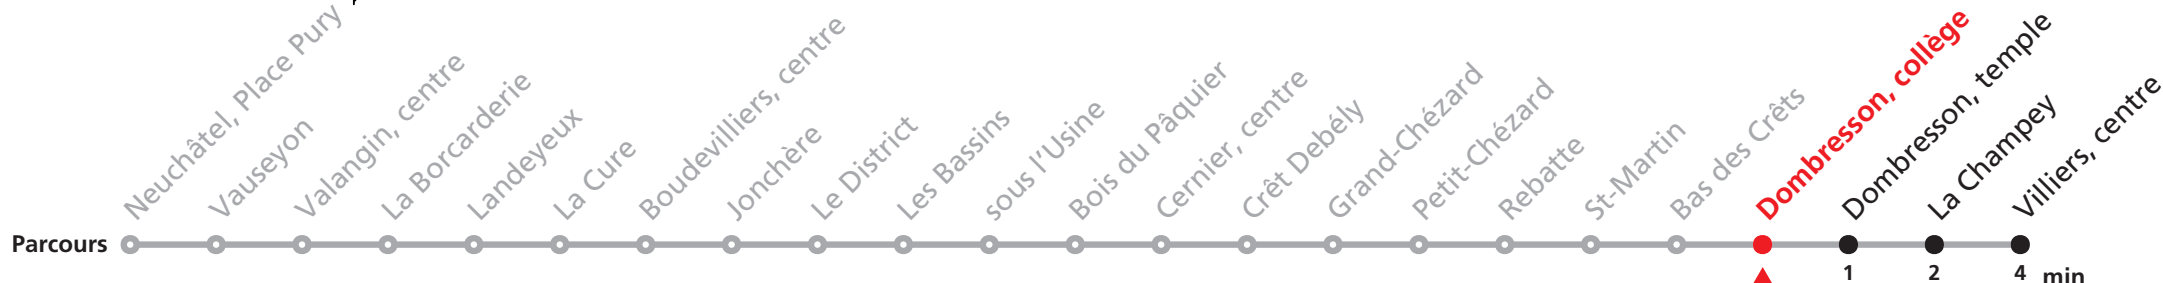 Neuchâtel, Place Pury
Vauseyon
Valangin, centre
La Borcarderie
Landeyeux
La Cure
Boudevilliers, centre
Jonchère
Le District
Les Bassins
sous l'Usine
Bois du Pâquier
Cernier, centre
Crêt Debély
Grand-Chézard
Petit-Chézard
Rebatte
St-Martin
Bas des Crêts
Dombresson, collège
Dombresson, temple
La Champey
Villiers, centre
Parcours
1 2 4 min